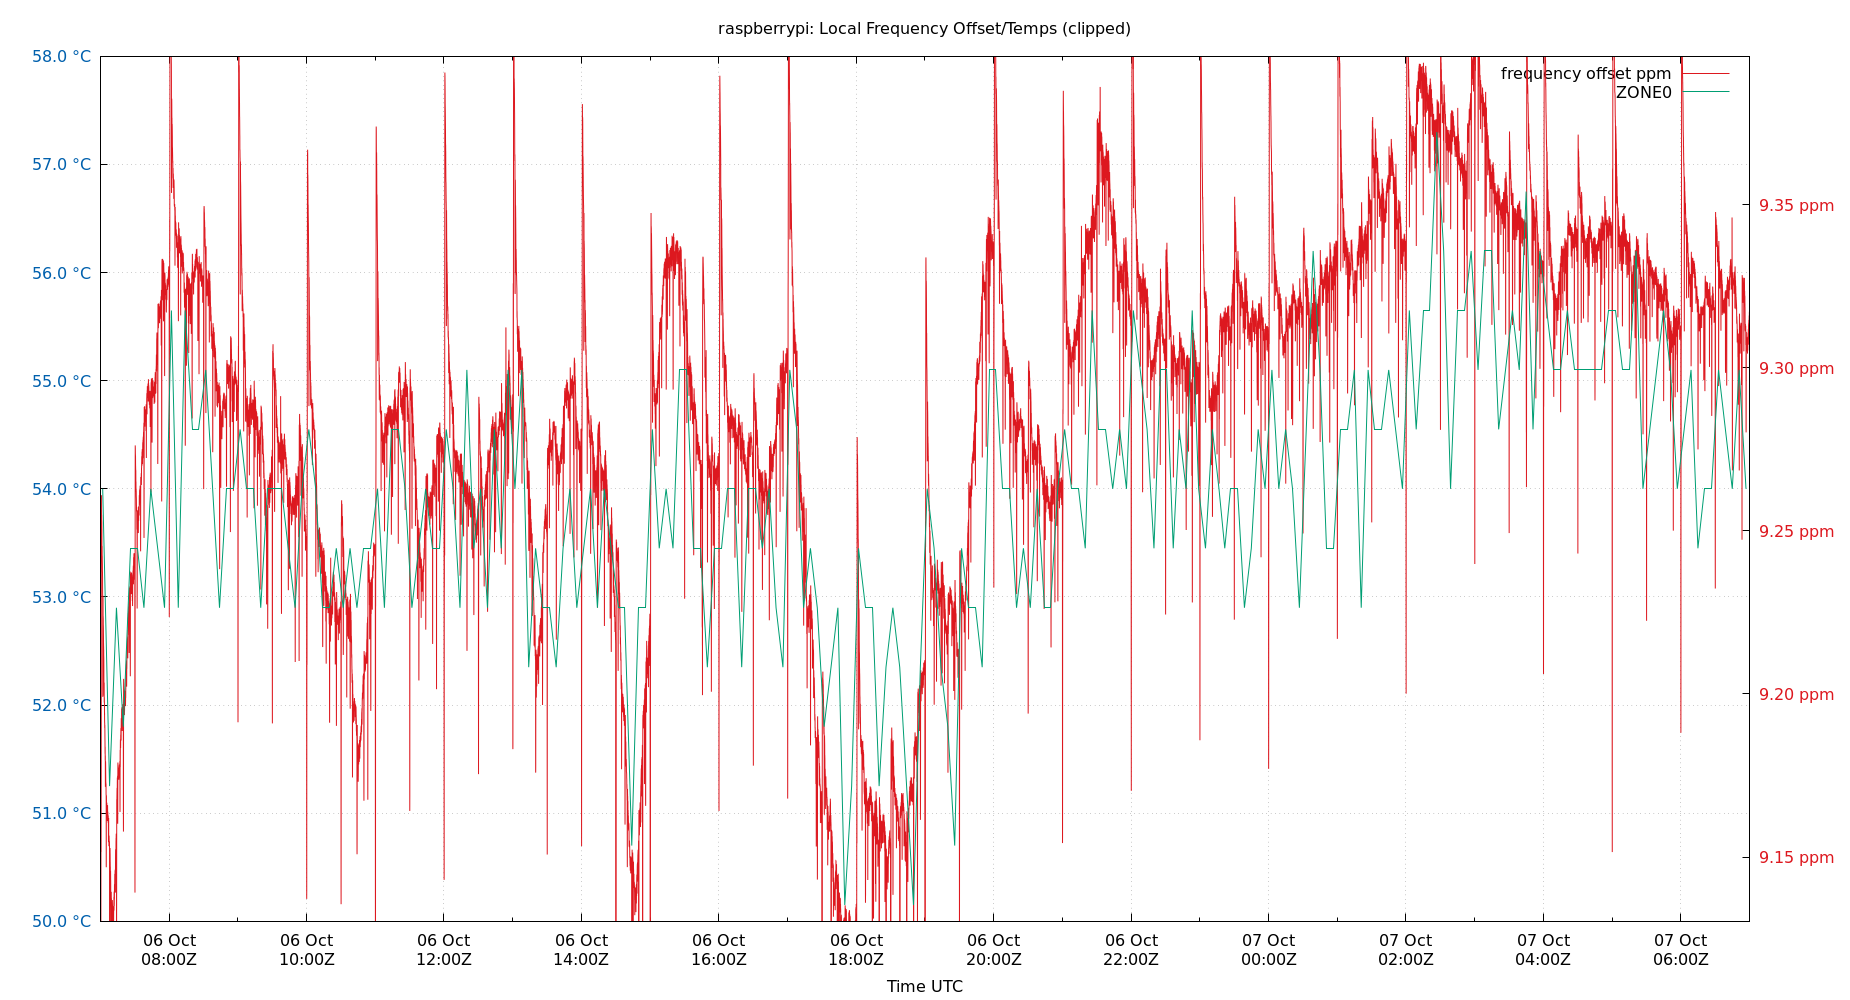 raspberrypi: Local Frequency Offset/Temps (clipped)
58.0 °C
57.0 °C
56.0 °C
55.0 °C
54.0 °C
53.0 °C
52.0 °C
51.0 °C
50.0 °C
frequency offset ppm
ZONE0
9.35 ppm
9.30 ppm
9.25 ppm
9.20 ppm
9.15 ppm
06 Oct 06 Oct 06 Oct 06 Oct 06 Oct 06 Oct 06 Oct 06 Oct 07 Oct 07 Oct 07 Oct 07 Oct
08:00Z 10:00Z 12:00Z 14:00Z 16:00Z 18:00Z 20:00Z 22:00Z 00:00Z 02:00Z 04:00Z 06:00Z
Time UTC